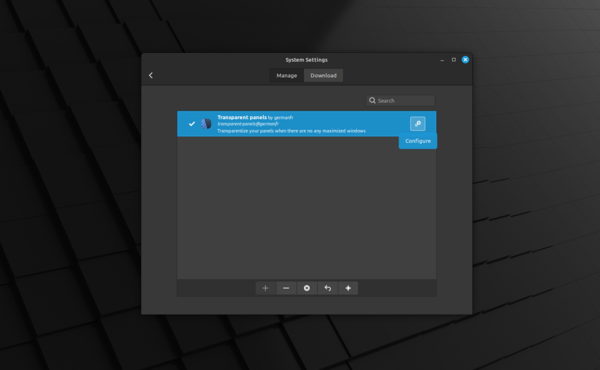 System Settings
Manage Download
Search
Transparent panels by germanfr
transparent-panels@germanfr
Transparentize your panels when there are no any maximized windows
Configure